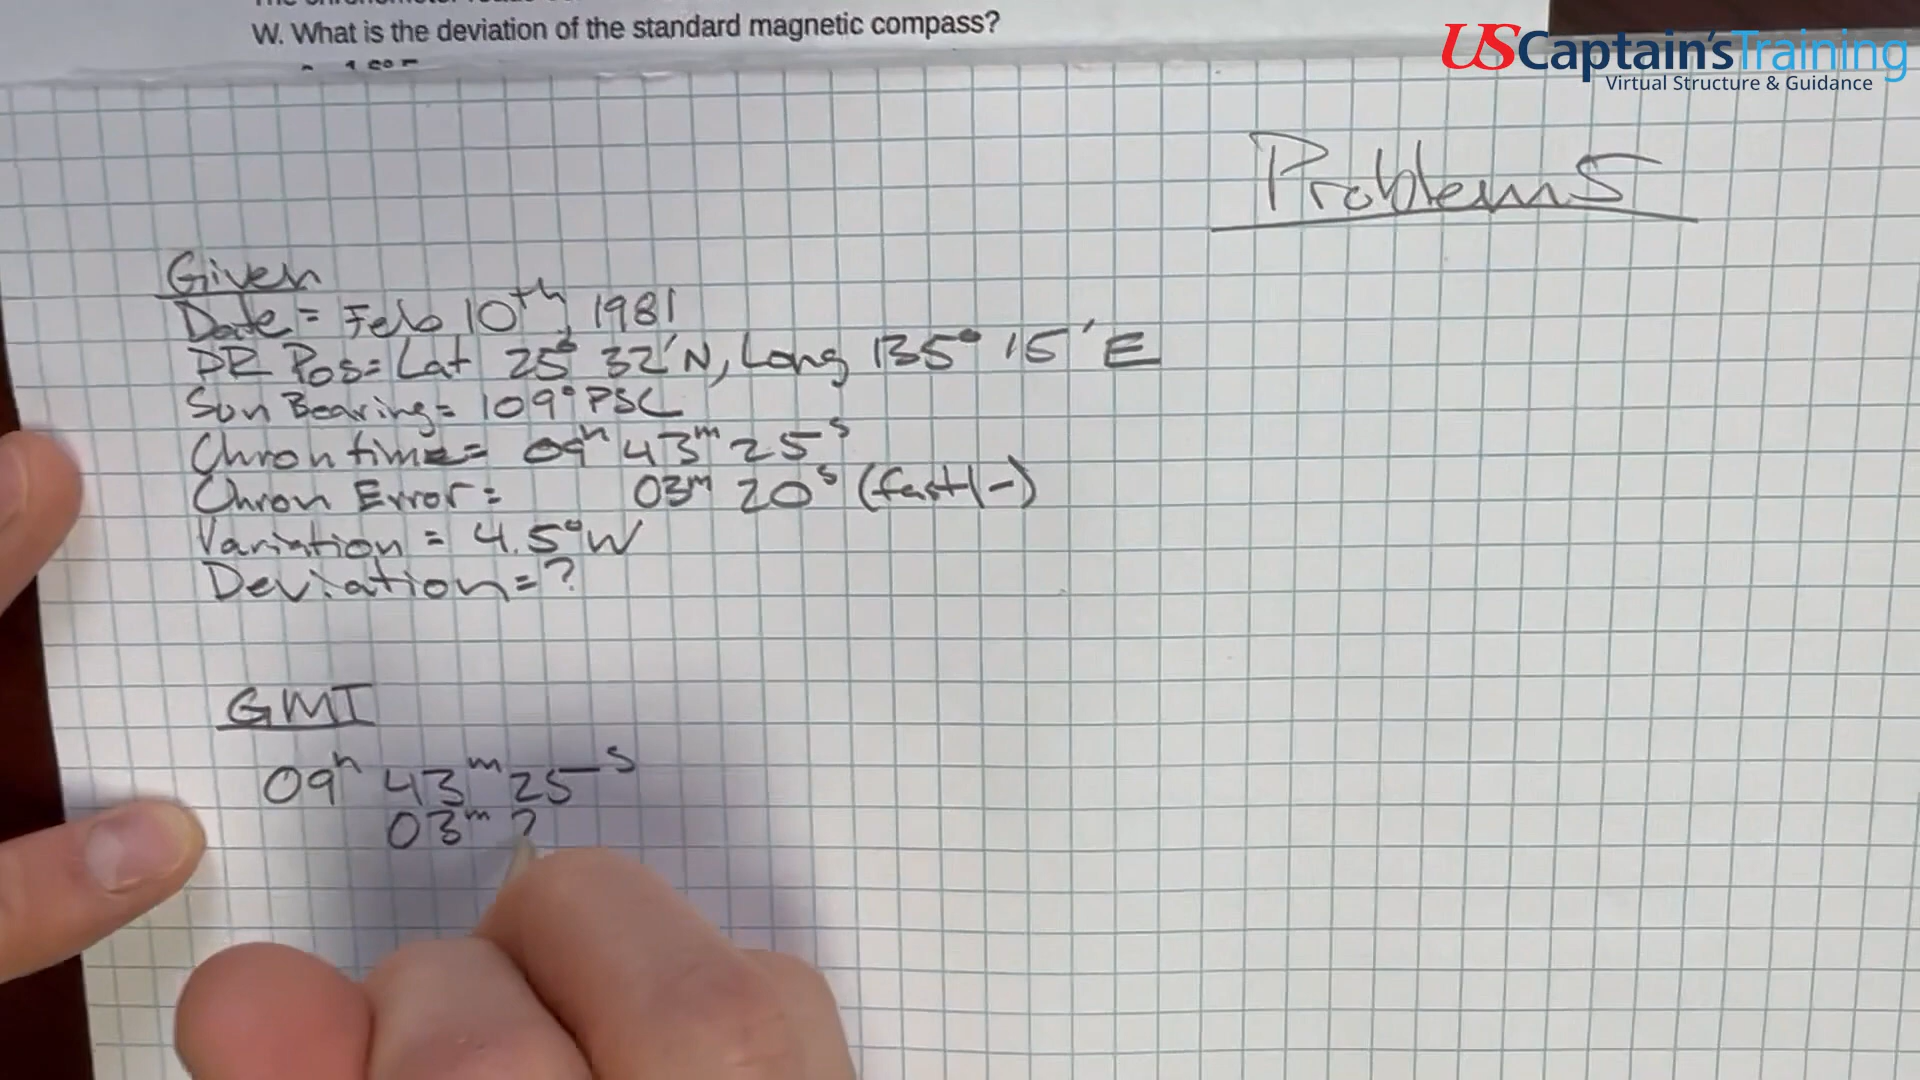 W. What is the deviation of the standard magnetic compass?
USCaptain'sTraining
Virtual Structure & Guidance
Problems
Given
Date = Feb 10th, 1981
DR Pos= Lat 25° 32'N, Long 135° 15' E
Sun Bearing= 109° PSC
Chron time= 09h 43m 25s
Chron Error= 03m 20s (fast/-)
Variation = 4.5°W
Deviation=?
GMT
09h 43m 25s
03m 2